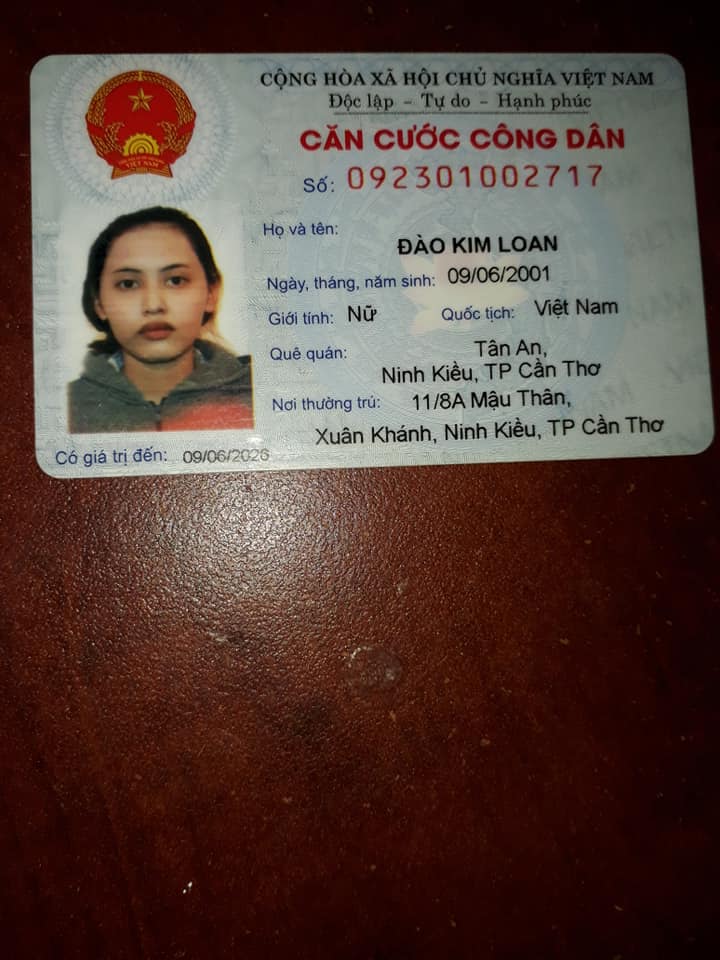 CỘNG HÒA XÃ HỘI CHỦ NGHĨA VIỆT NAM
Độc lập - Tự do - Hạnh phúc
CĂN CƯỚC CÔNG DÂN
Số: 092301002717
Họ và tên:
ĐÀO KIM LOAN
Ngày, tháng, năm sinh: 09/06/2001
Giới tính: Nữ Quốc tịch: Việt Nam
Quê quán: Tân An,
Ninh Kiều, TP Cần Thơ
Nơi thường trú: 11/8A Mậu Thân,
Xuân Khánh, Ninh Kiều, TP Cần Thơ
Có giá trị đến: 09/06/2026